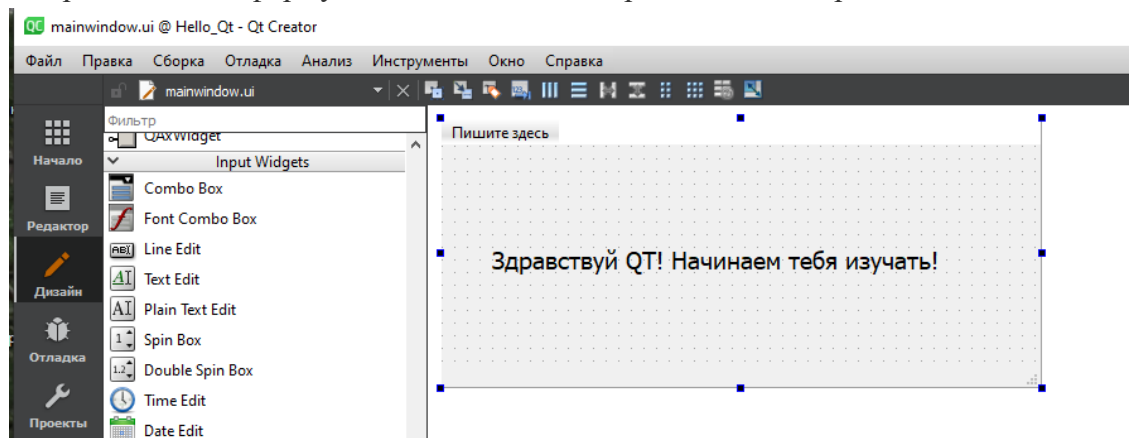 mainwindow.ui @ Hello_Qt - Qt Creator
Файл Правка Сборка Отладка Анализ Инструменты Окно Справка
mainwindow.ui
Фильтр
QAxWidget
Пишите здесь
Начало
Input Widgets
Combo Box
Редактор
Font Combo Box
Line Edit
Здравствуй QT! Начинаем тебя изучать!
Text Edit
Дизайн
Plain Text Edit
Spin Box
Отладка
Double Spin Box
Time Edit
Проекты
Date Edit